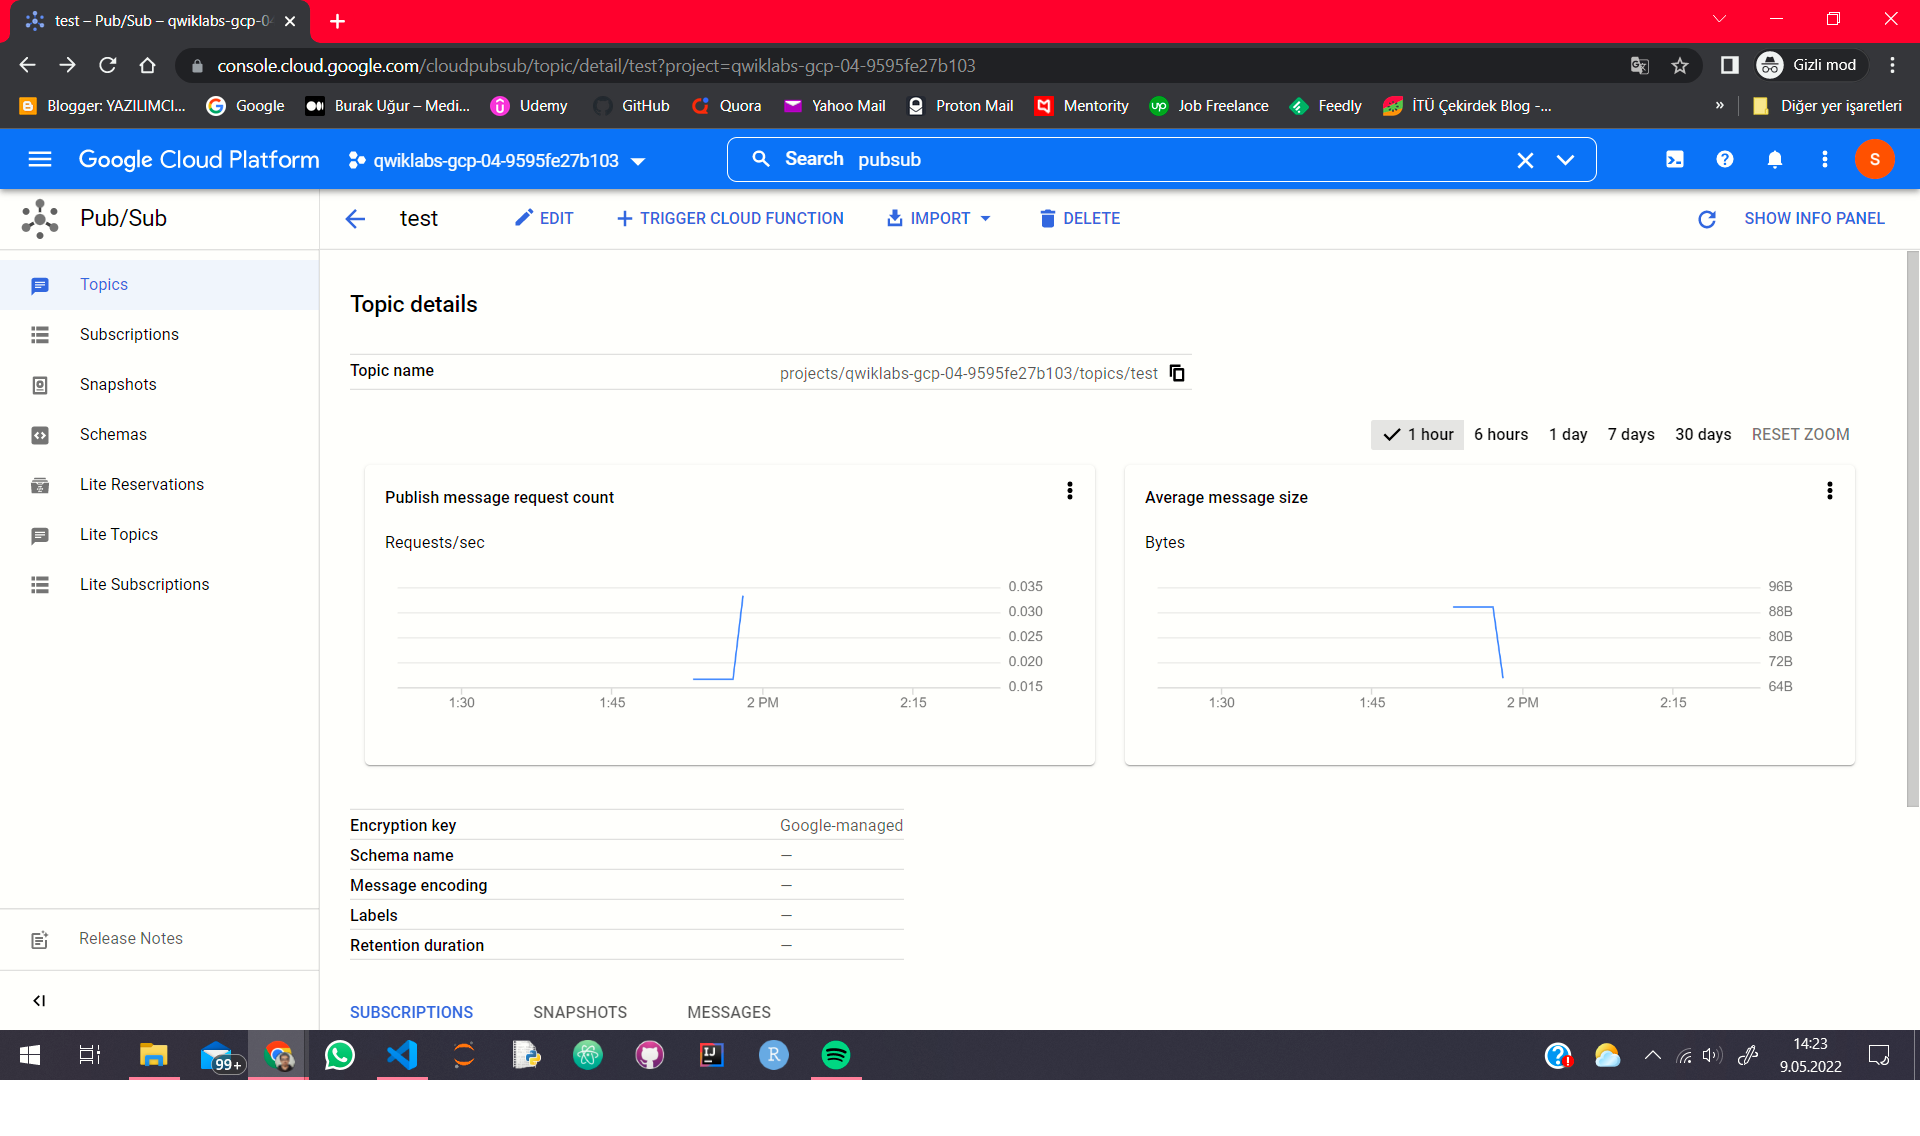 test – Pub/Sub – qwiklabs-gcp-04
console.cloud.google.com/cloudpubsub/topic/detail/test?project=qwiklabs-gcp-04-9595fe27b103
Gizli mod
Blogger: YAZILIMCI...
Google
Burak Uğur – Medi...
Udemy
GitHub
Quora
Yahoo Mail
Proton Mail
Mentority
Job Freelance
Feedly
İTÜ Çekirdek Blog -...
»
Diğer yer işaretleri
Google Cloud Platform
qwiklabs-gcp-04-9595fe27b103
Search pubsub
S
Pub/Sub
test
EDIT
TRIGGER CLOUD FUNCTION
IMPORT
DELETE
SHOW INFO PANEL
Topics
Subscriptions
Snapshots
Schemas
Lite Reservations
Lite Topics
Lite Subscriptions
Release Notes
Topic details
Topic name projects/qwiklabs-gcp-04-9595fe27b103/topics/test
1 hour 6 hours 1 day 7 days 30 days RESET ZOOM
Publish message request count
Requests/sec
0.035
0.030
0.025
0.020
0.015
1:30 1:45 2 PM 2:15
Average message size
Bytes
96B
88B
80B
72B
64B
1:30 1:45 2 PM 2:15
Encryption key Google-managed
Schema name —
Message encoding —
Labels —
Retention duration —
SUBSCRIPTIONS SNAPSHOTS MESSAGES
99+
IJ
R
14:23
9.05.2022